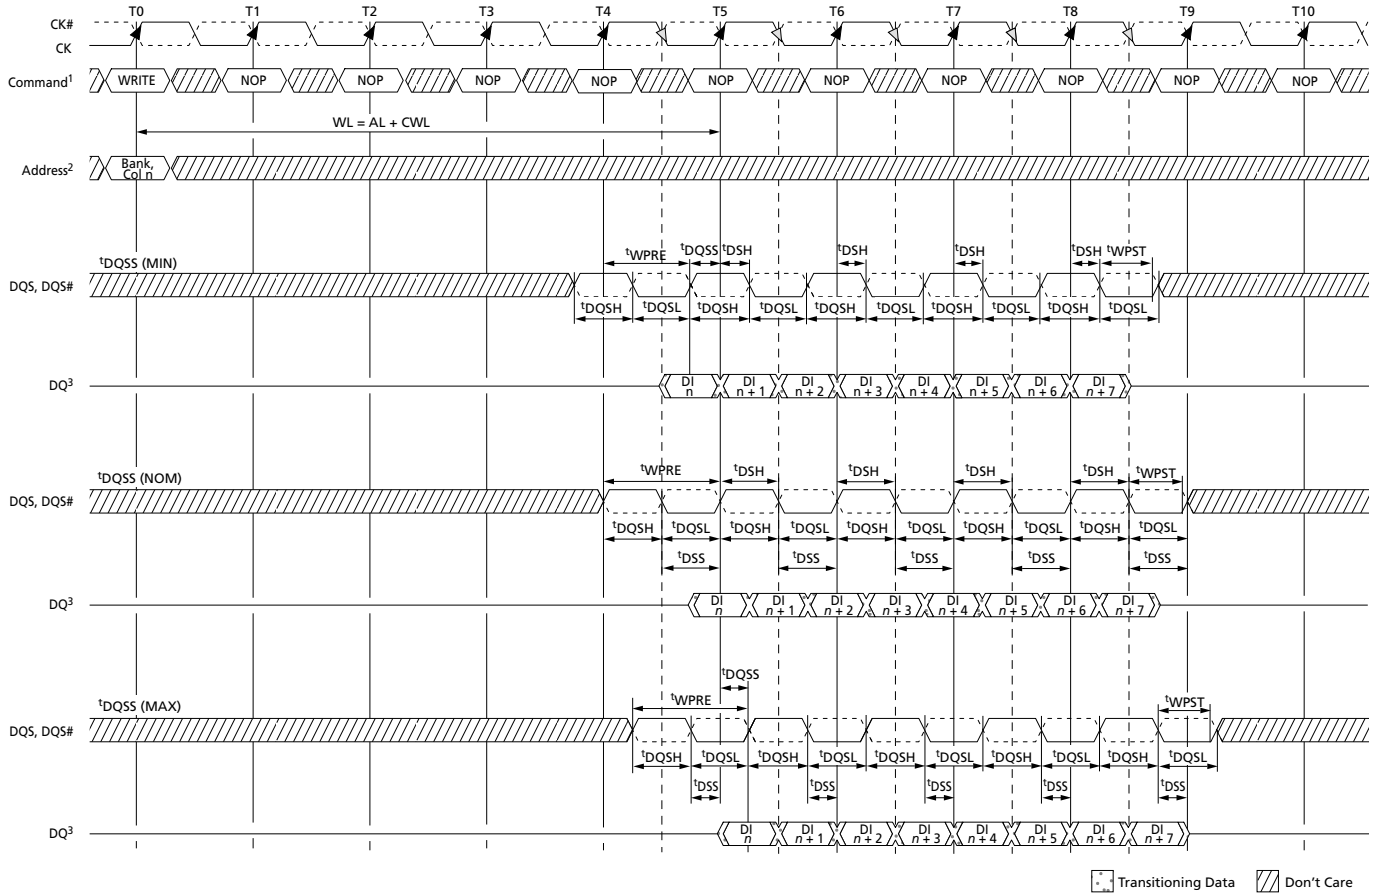 T0 T1 T2 T3 T4 T5 T6 T7 T8 T9 T10
CK#
CK
Command1 WRITE NOP NOP NOP NOP NOP NOP NOP NOP NOP NOP
WL = AL + CWL
Address2 Bank, Col n
tDQSS (MIN) tWPRE tDQSS tDSH tDSH tDSH tDSH tWPST
DQS, DQS#
tDQSH tDQSL tDQSH tDQSL tDQSH tDQSL tDQSH tDQSL tDQSH tDQSL
DQ3 DI n DI n + 1 DI n + 2 DI n + 3 DI n + 4 DI n + 5 DI n + 6 DI n + 7
tDQSS (NOM) tWPRE tDSH tDSH tDSH tDSH tWPST
DQS, DQS#
tDQSH tDQSL tDQSH tDQSL tDQSH tDQSL tDQSH tDQSL tDQSH tDQSL
tDSS tDSS tDSS tDSS tDSS
DQ3 DI n DI n + 1 DI n + 2 DI n + 3 DI n + 4 DI n + 5 DI n + 6 DI n + 7
tDQSS
tDQSS (MAX) tWPRE tWPST
DQS, DQS#
tDQSH tDQSL tDQSH tDQSL tDQSH tDQSL tDQSH tDQSL tDQSH tDQSL
tDSS tDSS tDSS tDSS tDSS
DQ3 DI n DI n + 1 DI n + 2 DI n + 3 DI n + 4 DI n + 5 DI n + 6 DI n + 7
Transitioning Data Don't Care